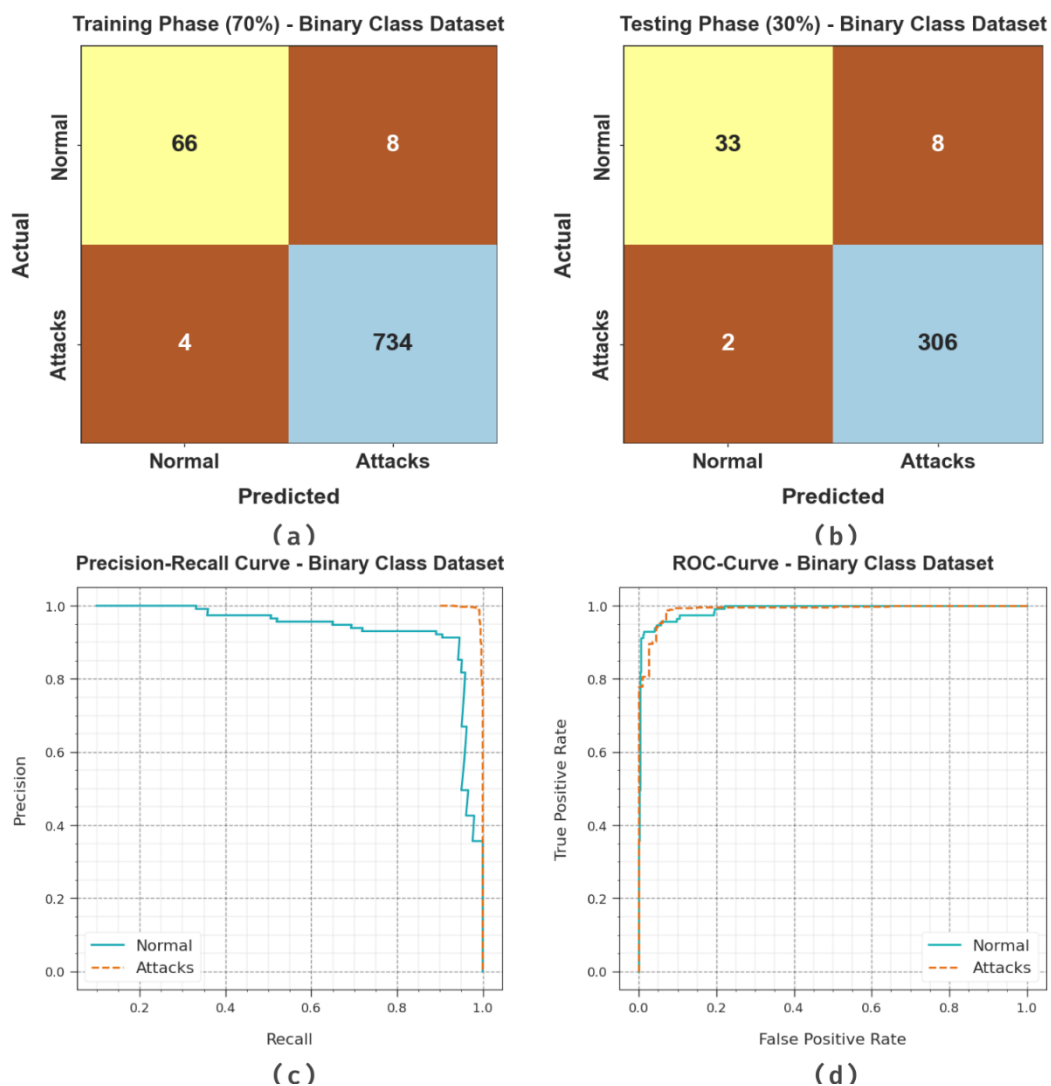 Training Phase (70%) - Binary Class Dataset
Actual
Normal
Attacks
66
8
4
734
Normal
Attacks
Predicted
(a)
Testing Phase (30%) - Binary Class Dataset
Actual
Normal
Attacks
33
8
2
306
Normal
Attacks
Predicted
(b)
Precision-Recall Curve - Binary Class Dataset
Precision
1.0
0.8
0.6
0.4
0.2
0.0
Normal
Attacks
0.2
0.4
0.6
0.8
1.0
Recall
(c)
ROC-Curve - Binary Class Dataset
True Positive Rate
1.0
0.8
0.6
0.4
0.2
0.0
Normal
Attacks
0.0
0.2
0.4
0.6
0.8
1.0
False Positive Rate
(d)